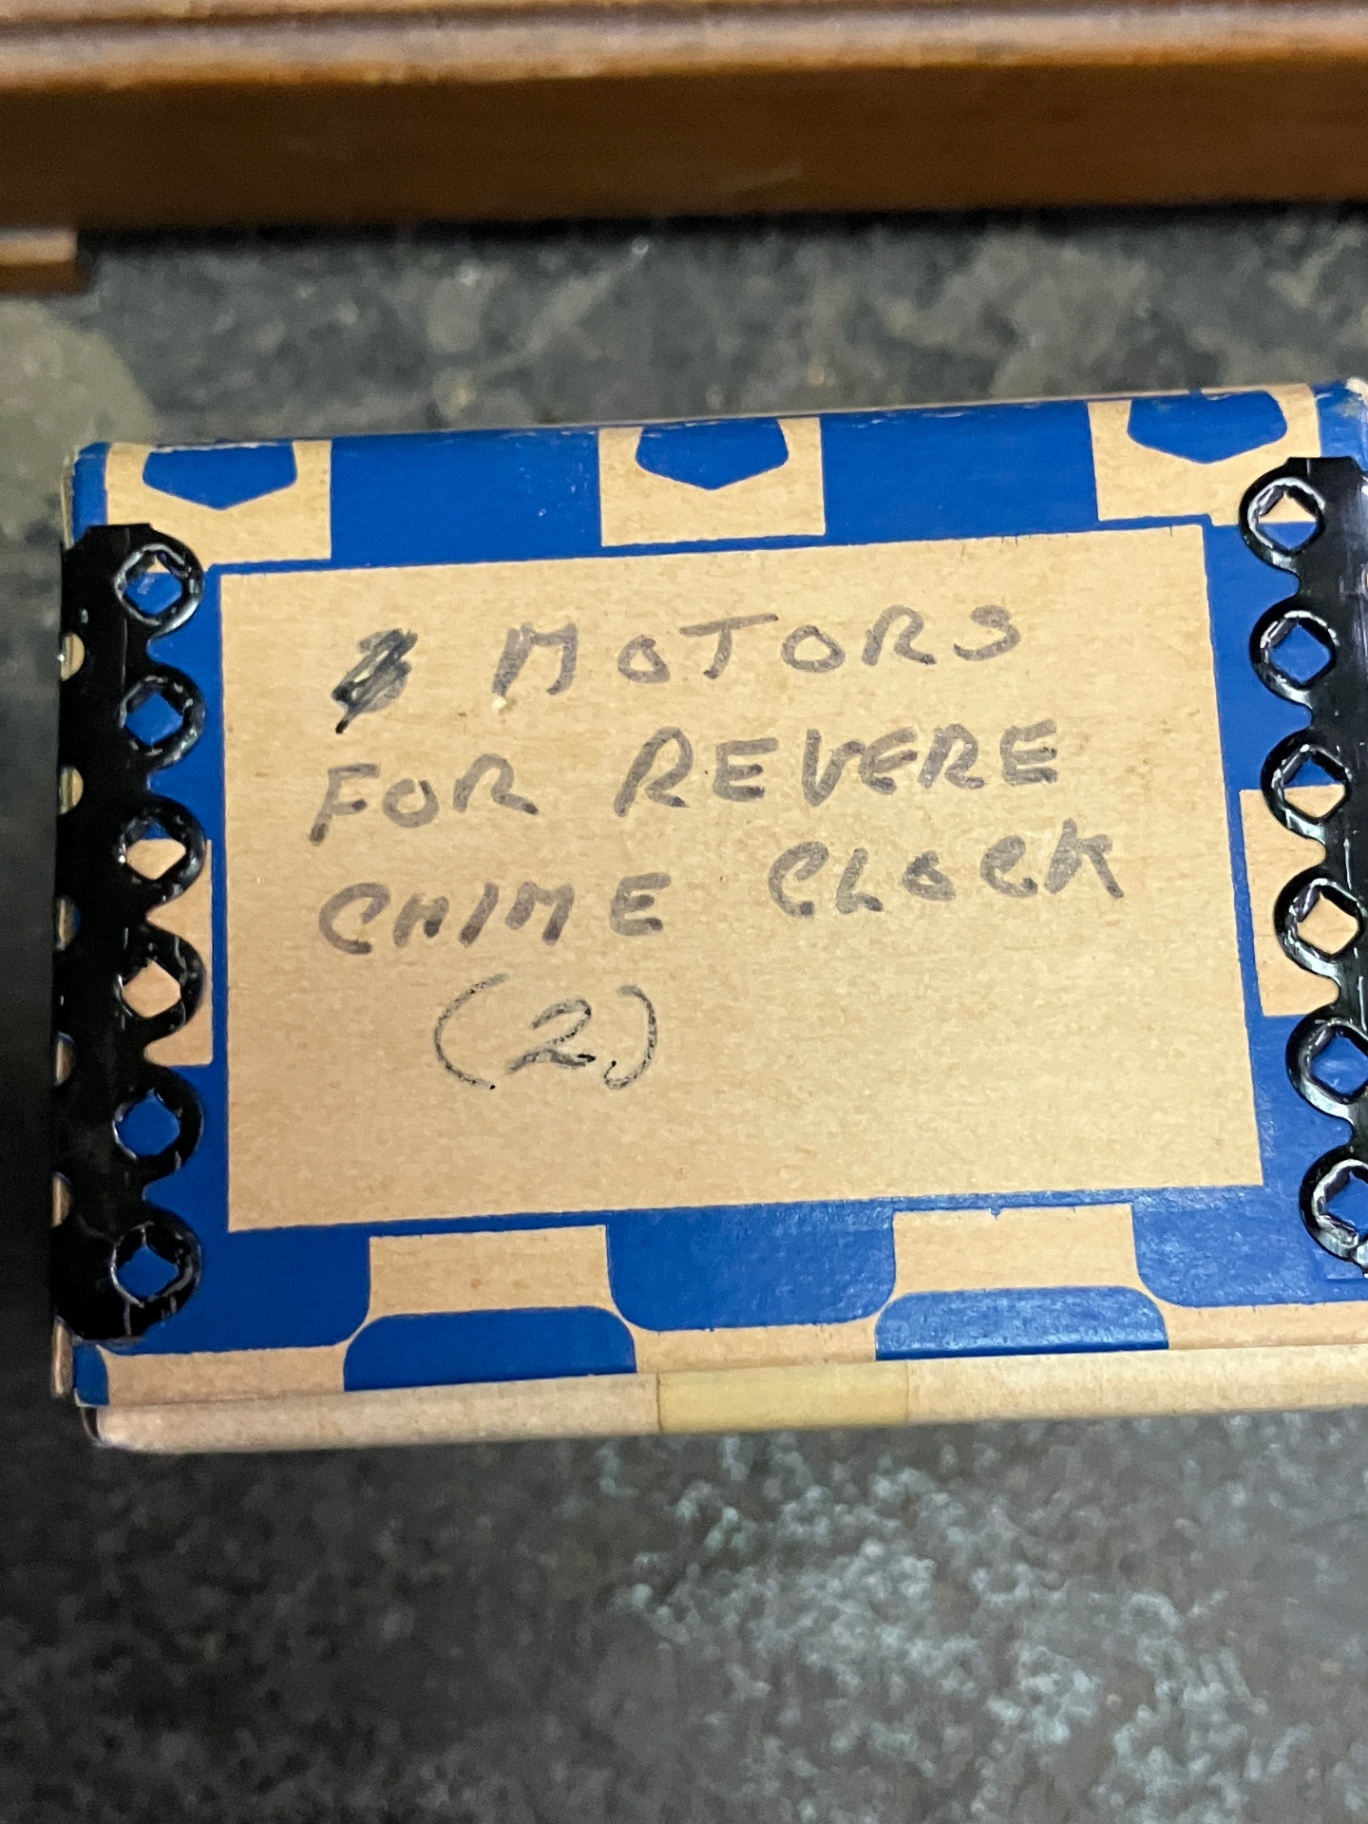 MOTORS
FOR REVERE
CHIME CLOCK
(2)